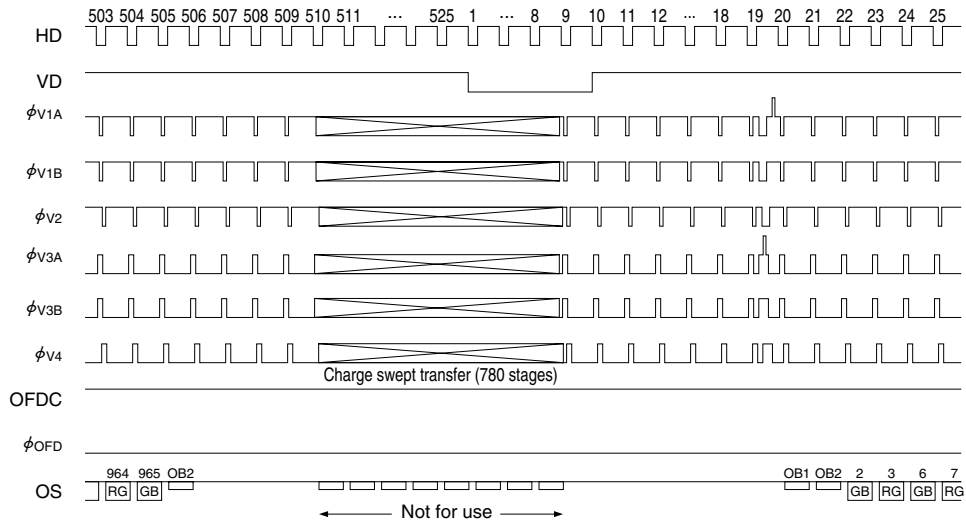 503 504 505 506 507 508 509 510 511 ... 525 1 ... 8 9 10 11 12 ... 18 19 20 21 22 23 24 25
HD
VD
ϕV1A
ϕV1B
ϕV2
ϕV3A
ϕV3B
ϕV4
Charge swept transfer (780 stages)
OFDC
ϕOFD
964 965 OB2 OB1 OB2 2 3 6 7
OS RG GB GB RG GB RG
Not for use